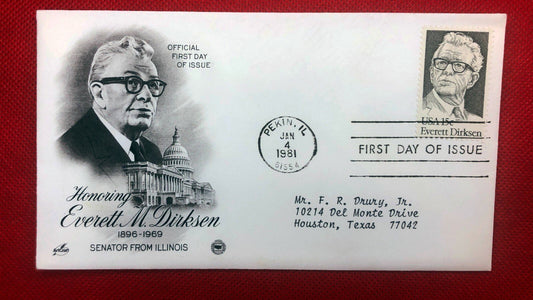 OFFICIAL
FIRST DAY
OF ISSUE
Honoring
Everett M. Dirksen
1896-1969
SENATOR FROM ILLINOIS
USA 15c
Everett Dirksen
PEKIN, IL
JAN
4
1981
61554
FIRST DAY OF ISSUE
Mr. F. R. Drury, Jr.
10214 Del Monte Drive
Houston, Texas 77042